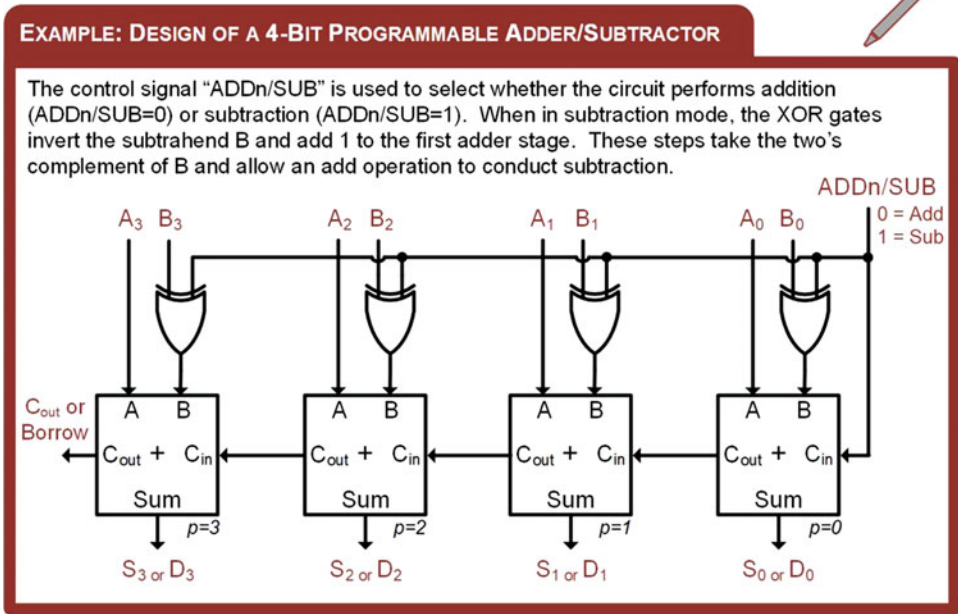 EXAMPLE: DESIGN OF A 4-BIT PROGRAMMABLE ADDER/SUBTRACTOR
The control signal “ADDn/SUB” is used to select whether the circuit performs addition
(ADDn/SUB=0) or subtraction (ADDn/SUB=1). When in subtraction mode, the XOR gates
invert the subtrahend B and add 1 to the first adder stage. These steps take the two’s
complement of B and allow an add operation to conduct subtraction.
ADDn/SUB
0 = Add
1 = Sub
A₃ B₃ A₂ B₂ A₁ B₁ A₀ B₀
A B A B A B A B
Cout or
Borrow
Cout + Cin Cout + Cin Cout + Cin Cout + Cin
Sum Sum Sum Sum
p=3 p=2 p=1 p=0
S₃ or D₃ S₂ or D₂ S₁ or D₁ S₀ or D₀